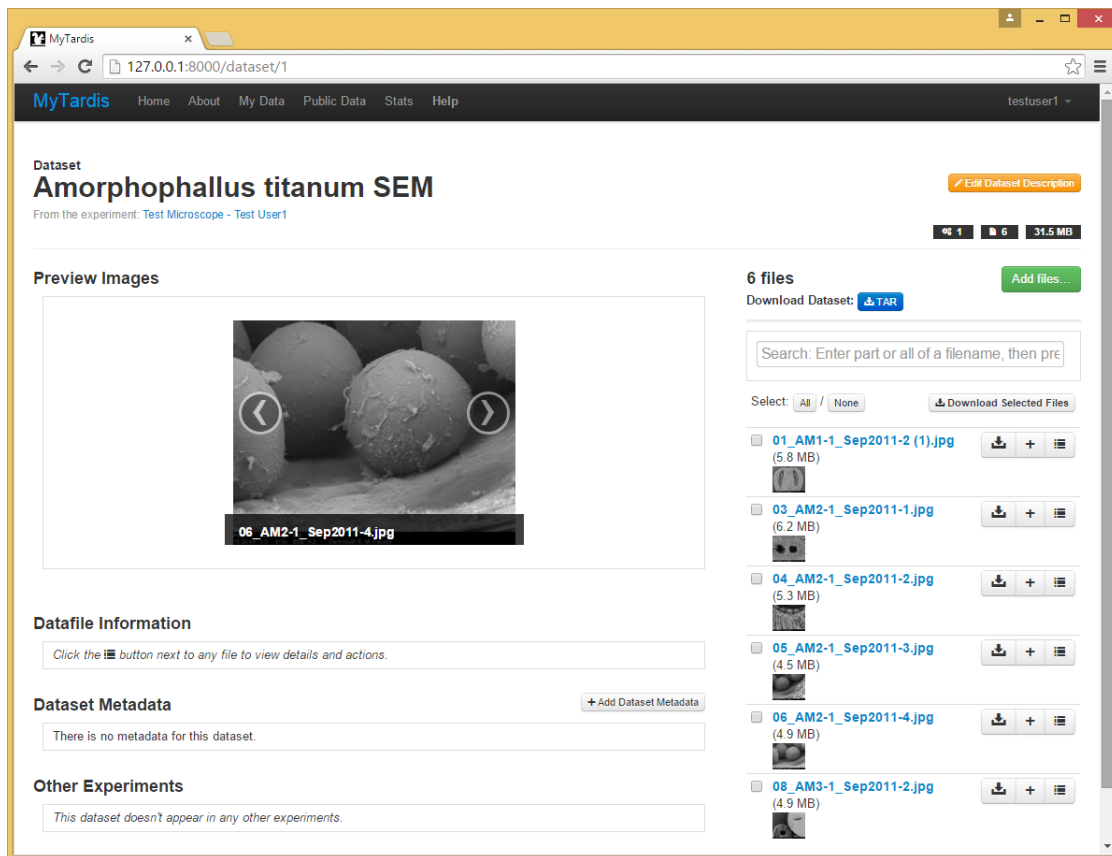 MyTardis
127.0.0.1:8000/dataset/1
MyTardis Home About My Data Public Data Stats Help testuser1
Dataset
Amorphophallus titanum SEM
Edit Dataset Description
From the experiment: Test Microscope - Test User1
1 6 31.5 MB
Preview Images
06_AM2-1_Sep2011-4.jpg
Datafile Information
Click the button next to any file to view details and actions.
Dataset Metadata
+ Add Dataset Metadata
There is no metadata for this dataset.
Other Experiments
This dataset doesn't appear in any other experiments.
6 files
Add files...
Download Dataset: TAR
Search: Enter part or all of a filename, then pre
Select: All / None
Download Selected Files
01_AM1-1_Sep2011-2 (1).jpg
(5.8 MB)
03_AM2-1_Sep2011-1.jpg
(6.2 MB)
04_AM2-1_Sep2011-2.jpg
(5.3 MB)
05_AM2-1_Sep2011-3.jpg
(4.5 MB)
06_AM2-1_Sep2011-4.jpg
(4.9 MB)
08_AM3-1_Sep2011-2.jpg
(4.9 MB)